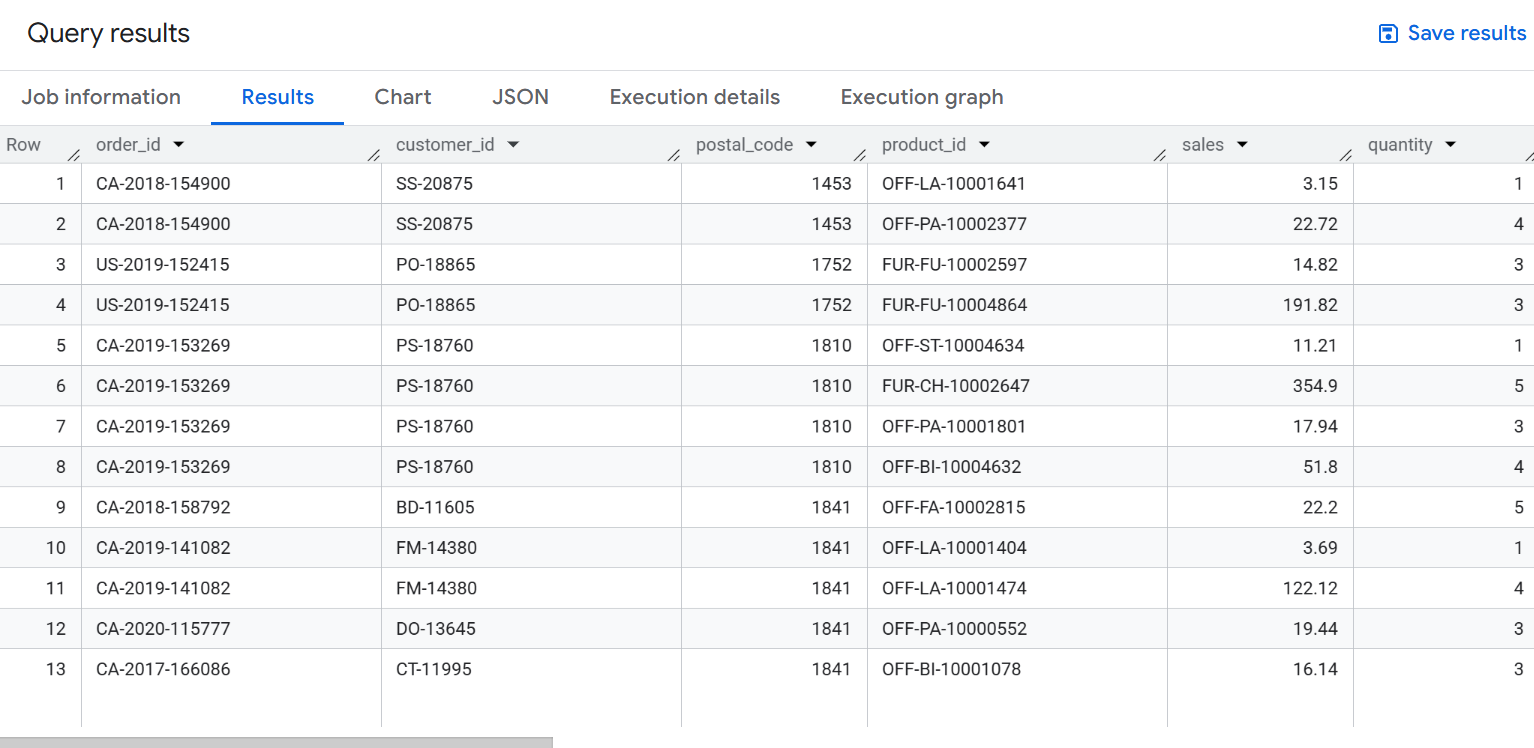 Query results Save results
Job information Results Chart JSON Execution details Execution graph
Row order_id customer_id postal_code product_id sales quantity
1 CA-2018-154900 SS-20875 1453 OFF-LA-10001641 3.15 1
2 CA-2018-154900 SS-20875 1453 OFF-PA-10002377 22.72 4
3 US-2019-152415 PO-18865 1752 FUR-FU-10002597 14.82 3
4 US-2019-152415 PO-18865 1752 FUR-FU-10004864 191.82 3
5 CA-2019-153269 PS-18760 1810 OFF-ST-10004634 11.21 1
6 CA-2019-153269 PS-18760 1810 FUR-CH-10002647 354.9 5
7 CA-2019-153269 PS-18760 1810 OFF-PA-10001801 17.94 3
8 CA-2019-153269 PS-18760 1810 OFF-BI-10004632 51.8 4
9 CA-2018-158792 BD-11605 1841 OFF-FA-10002815 22.2 5
10 CA-2019-141082 FM-14380 1841 OFF-LA-10001404 3.69 1
11 CA-2019-141082 FM-14380 1841 OFF-LA-10001474 122.12 4
12 CA-2020-115777 DO-13645 1841 OFF-PA-10000552 19.44 3
13 CA-2017-166086 CT-11995 1841 OFF-BI-10001078 16.14 3